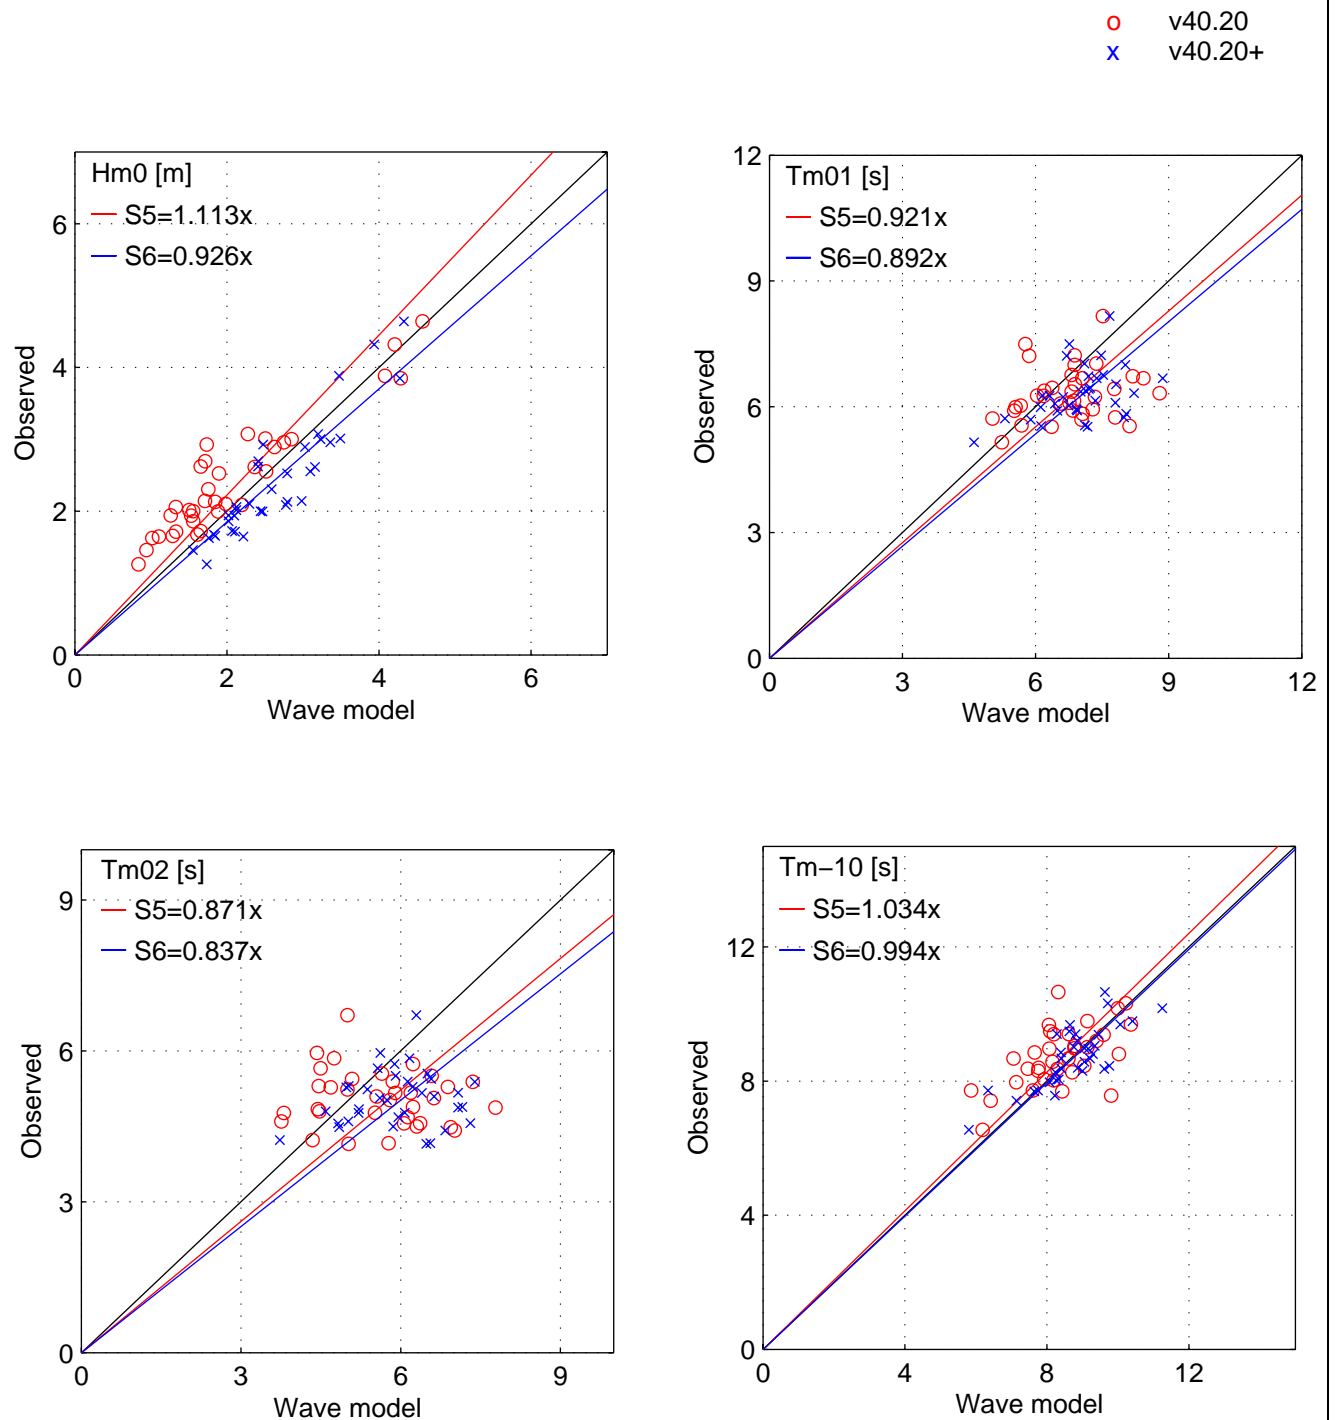 o v40.20
x v40.20+
Hm0 [m]
S5=1.113x
S6=0.926x
6
4
2
0
0 2 4 6
Observed
Wave model
Tm01 [s]
S5=0.921x
S6=0.892x
12
9
6
3
0
0 3 6 9 12
Observed
Wave model
Tm02 [s]
S5=0.871x
S6=0.837x
9
6
3
0
0 3 6 9
Observed
Wave model
Tm−10 [s]
S5=1.034x
S6=0.994x
12
8
4
0
0 4 8 12
Observed
Wave model